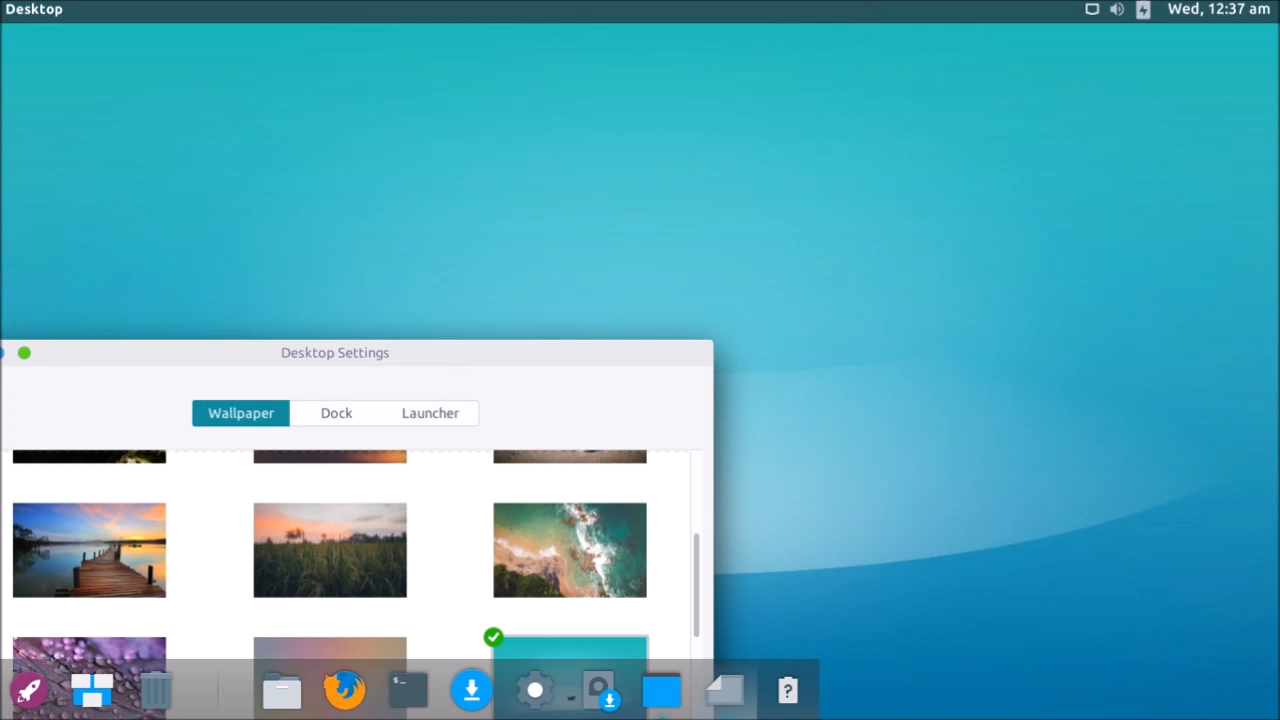 Desktop
Wed, 12:37 am
Desktop Settings
Wallpaper
Dock
Launcher
$-
?